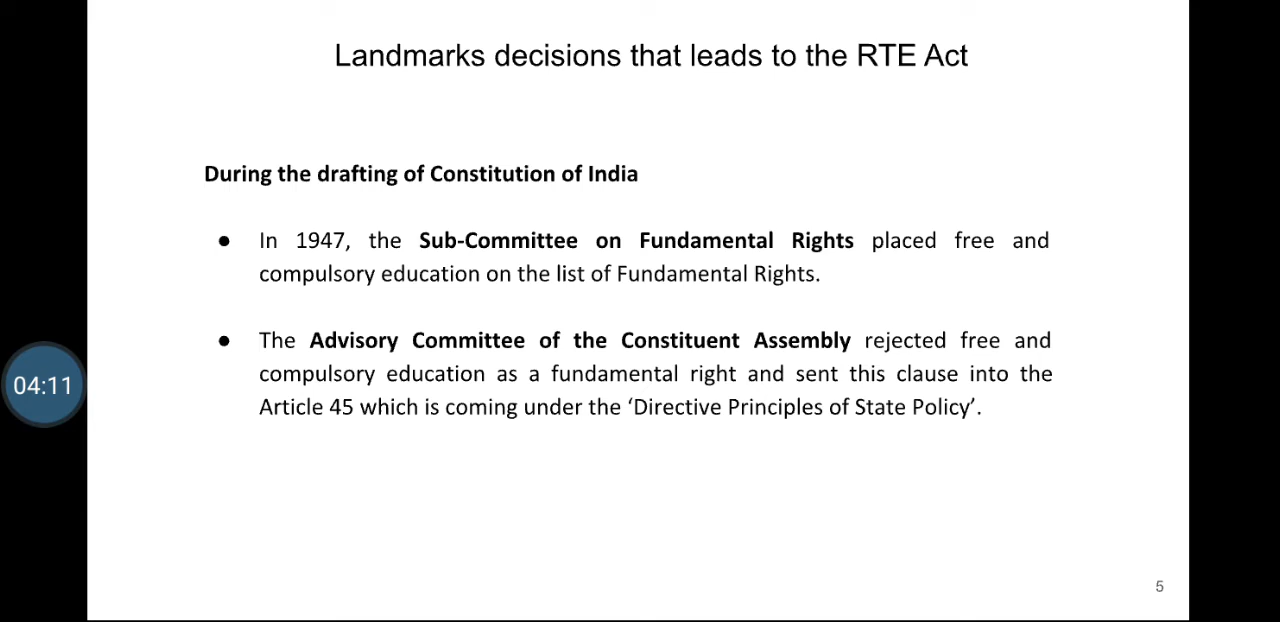 Landmarks decisions that leads to the RTE Act
During the drafting of Constitution of India
● In 1947, the Sub-Committee on Fundamental Rights placed free and
compulsory education on the list of Fundamental Rights.
● The Advisory Committee of the Constituent Assembly rejected free and
compulsory education as a fundamental right and sent this clause into the
Article 45 which is coming under the ‘Directive Principles of State Policy’.
04:11
5